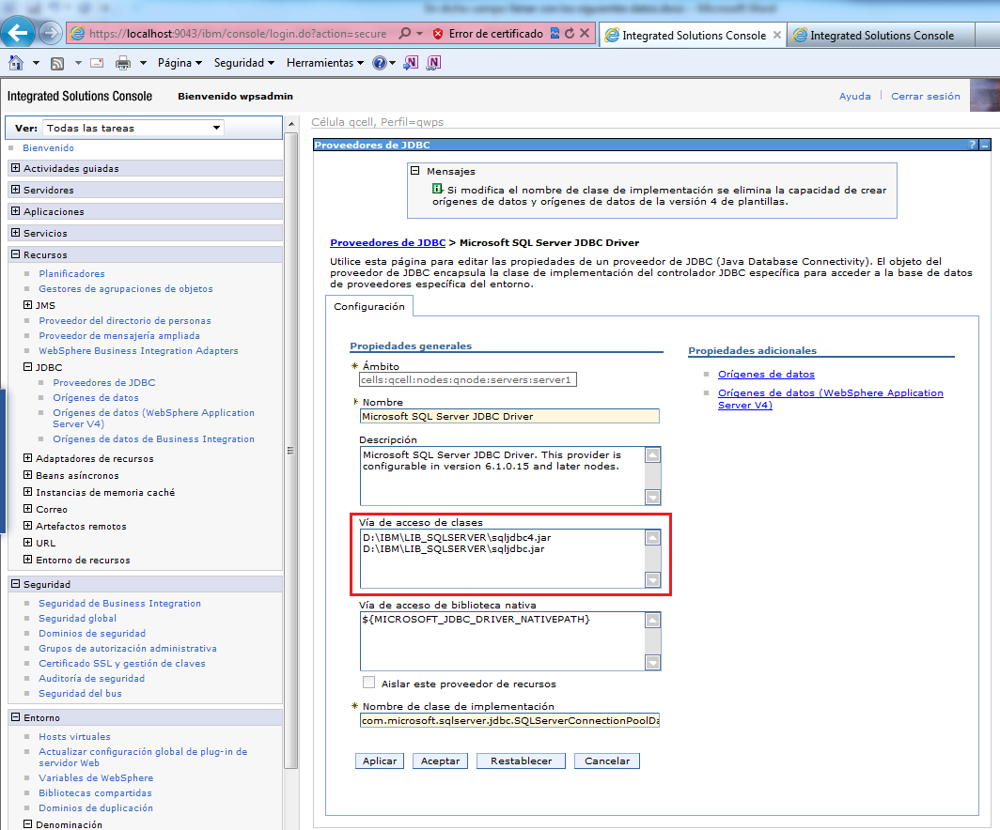 https://localhost:9043/ibm/console/login.do?action=secure
Error de certificado
Integrated Solutions Console
Integrated Solutions Console
Página
Seguridad
Herramientas
Integrated Solutions Console
Bienvenido wpsadmin
Ayuda
Cerrar sesión
Ver: Todas las tareas
Bienvenido
Actividades guiadas
Servidores
Aplicaciones
Servicios
Recursos
Planificadores
Gestores de agrupaciones de objetos
JMS
Proveedor del directorio de personas
Proveedor de mensajería ampliada
WebSphere Business Integration Adapters
JDBC
Proveedores de JDBC
Orígenes de datos
Orígenes de datos (WebSphere Application
Server V4)
Orígenes de datos de Business Integration
Adaptadores de recursos
Beans asíncronos
Instancias de memoria caché
Correo
Artefactos remotos
URL
Entorno de recursos
Seguridad
Seguridad de Business Integration
Seguridad global
Dominios de seguridad
Grupos de autorización administrativa
Certificado SSL y gestión de claves
Auditoría de seguridad
Seguridad del bus
Entorno
Hosts virtuales
Actualizar configuración global de plug-in de
servidor Web
Variables de WebSphere
Bibliotecas compartidas
Dominios de duplicación
Denominación
Célula qcell, Perfil=qwps
Proveedores de JDBC
? _
Mensajes
Si modifica el nombre de clase de implementación se elimina la capacidad de crear
orígenes de datos y orígenes de datos de la versión 4 de plantillas.
Proveedores de JDBC > Microsoft SQL Server JDBC Driver
Utilice esta página para editar las propiedades de un proveedor de JDBC (Java Database Connectivity). El objeto del
proveedor de JDBC encapsula la clase de implementación del controlador JDBC específica para acceder a la base de datos
de proveedores específica del entorno.
Configuración
Propiedades generales
* Ámbito
cells:qcell:nodes:qnode:servers:server1
* Nombre
Microsoft SQL Server JDBC Driver
Descripción
Microsoft SQL Server JDBC Driver. This provider is
configurable in version 6.1.0.15 and later nodes.
Vía de acceso de clases
D:\IBM\LIB_SQLSERVER\sqljdbc4.jar
D:\IBM\LIB_SQLSERVER\sqljdbc.jar
Vía de acceso de biblioteca nativa
${MICROSOFT_JDBC_DRIVER_NATIVEPATH}
Aislar este proveedor de recursos
* Nombre de clase de implementación
com.microsoft.sqlserver.jdbc.SQLServerConnectionPoolDa
Aplicar
Aceptar
Restablecer
Cancelar
Propiedades adicionales
Orígenes de datos
Orígenes de datos (WebSphere Application
Server V4)